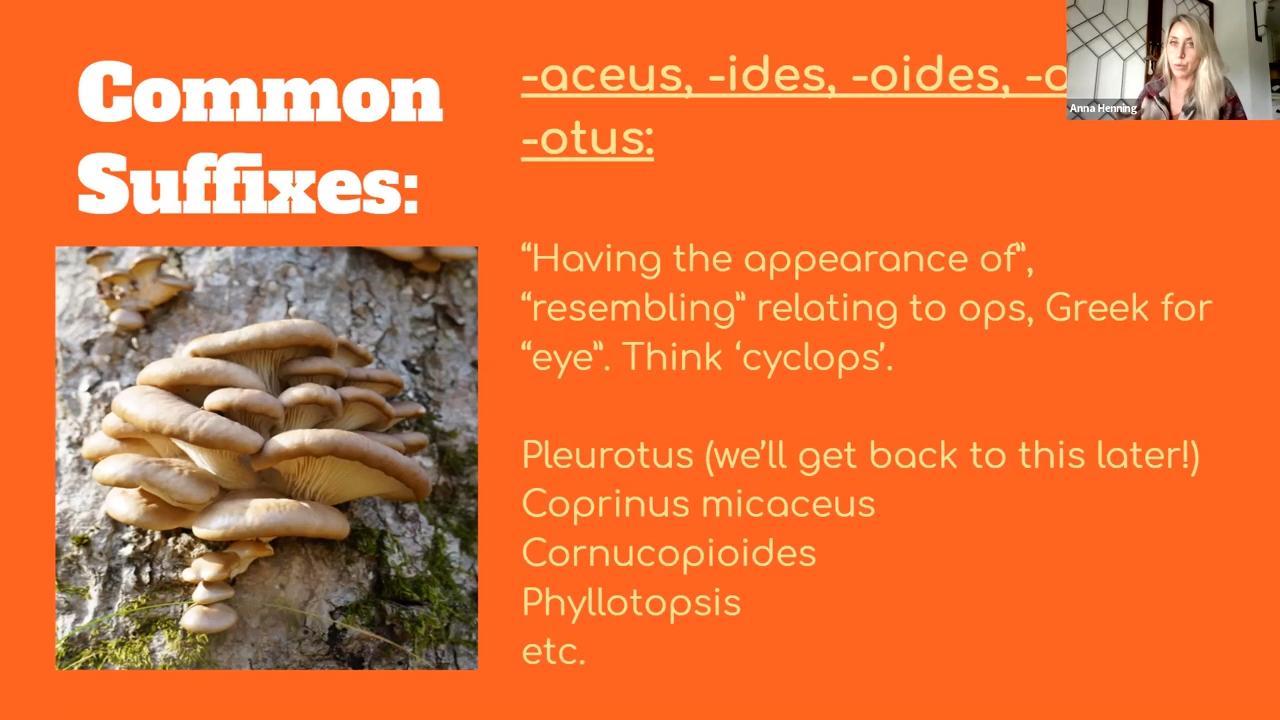 Common
Suffixes:
-aceus, -ides, -oides, -o
-otus:
“Having the appearance of”,
“resembling” relating to ops, Greek for
“eye”. Think ‘cyclops’.
Pleurotus (we’ll get back to this later!)
Coprinus micaceus
Cornucopioides
Phyllotopsis
etc.
Anna Henning